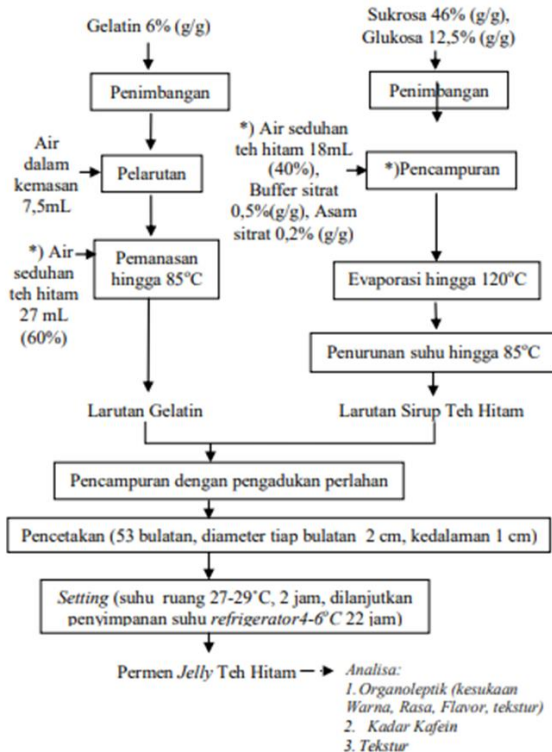 Gelatin 6% (g/g)
Penimbangan
Air
dalam
kemasan
7,5mL
Pelarutan
*) Air
seduhan
teh hitam
27 mL
(60%)
Pemanasan
hingga 85°C
Larutan Gelatin
Sukrosa 46% (g/g),
Glukosa 12,5% (g/g)
Penimbangan
*) Air seduhan
teh hitam 18mL
(40%),
Buffer sitrat
0,5%(g/g), Asam
sitrat 0,2% (g/g)
*)Pencampuran
Evaporasi hingga 120°C
Penurunan suhu hingga 85°C
Larutan Sirup Teh Hitam
Pencampuran dengan pengadukan perlahan
Pencetakan (53 bulatan, diameter tiap bulatan 2 cm, kedalaman 1 cm)
Setting (suhu ruang 27-29°C, 2 jam, dilanjutkan
penyimpanan suhu refrigerator4-6°C 22 jam)
Permen Jelly Teh Hitam
Analisa:
1. Organoleptik (kesukaan
Warna, Rasa, Flavor, tekstur)
2. Kadar Kafein
3. Tekstur